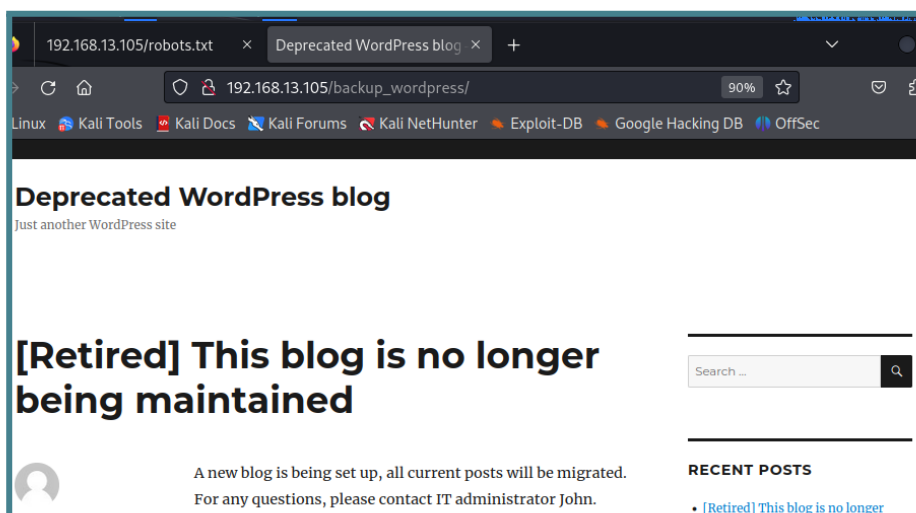 192.168.13.105/robots.txt
Deprecated WordPress blog
192.168.13.105/backup_wordpress/
90%
Linux
Kali Tools
Kali Docs
Kali Forums
Kali NetHunter
Exploit-DB
Google Hacking DB
OffSec
Deprecated WordPress blog
Just another WordPress site
[Retired] This blog is no longer
being maintained
Search ...
A new blog is being set up, all current posts will be migrated.
For any questions, please contact IT administrator John.
RECENT POSTS
[Retired] This blog is no longer